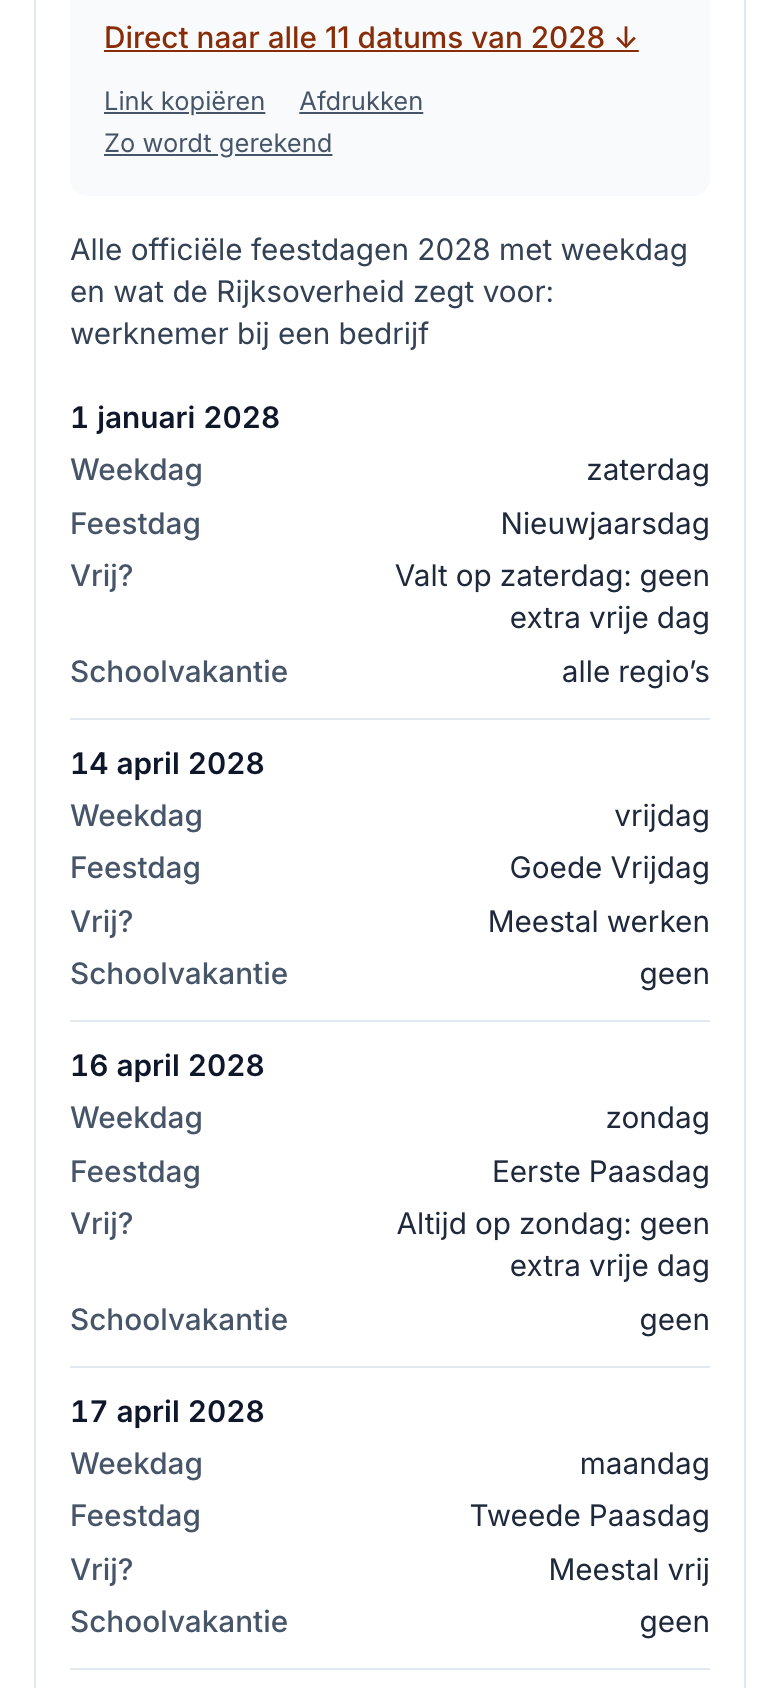 Direct naar alle 11 datums van 2028 ↓
Link kopiëren Afdrukken
Zo wordt gerekend
Alle officiële feestdagen 2028 met weekdag
en wat de Rijksoverheid zegt voor:
werknemer bij een bedrijf
1 januari 2028
Weekdag zaterdag
Feestdag Nieuwjaarsdag
Vrij? Valt op zaterdag: geen
extra vrije dag
Schoolvakantie alle regio’s
14 april 2028
Weekdag vrijdag
Feestdag Goede Vrijdag
Vrij? Meestal werken
Schoolvakantie geen
16 april 2028
Weekdag zondag
Feestdag Eerste Paasdag
Vrij? Altijd op zondag: geen
extra vrije dag
Schoolvakantie geen
17 april 2028
Weekdag maandag
Feestdag Tweede Paasdag
Vrij? Meestal vrij
Schoolvakantie geen